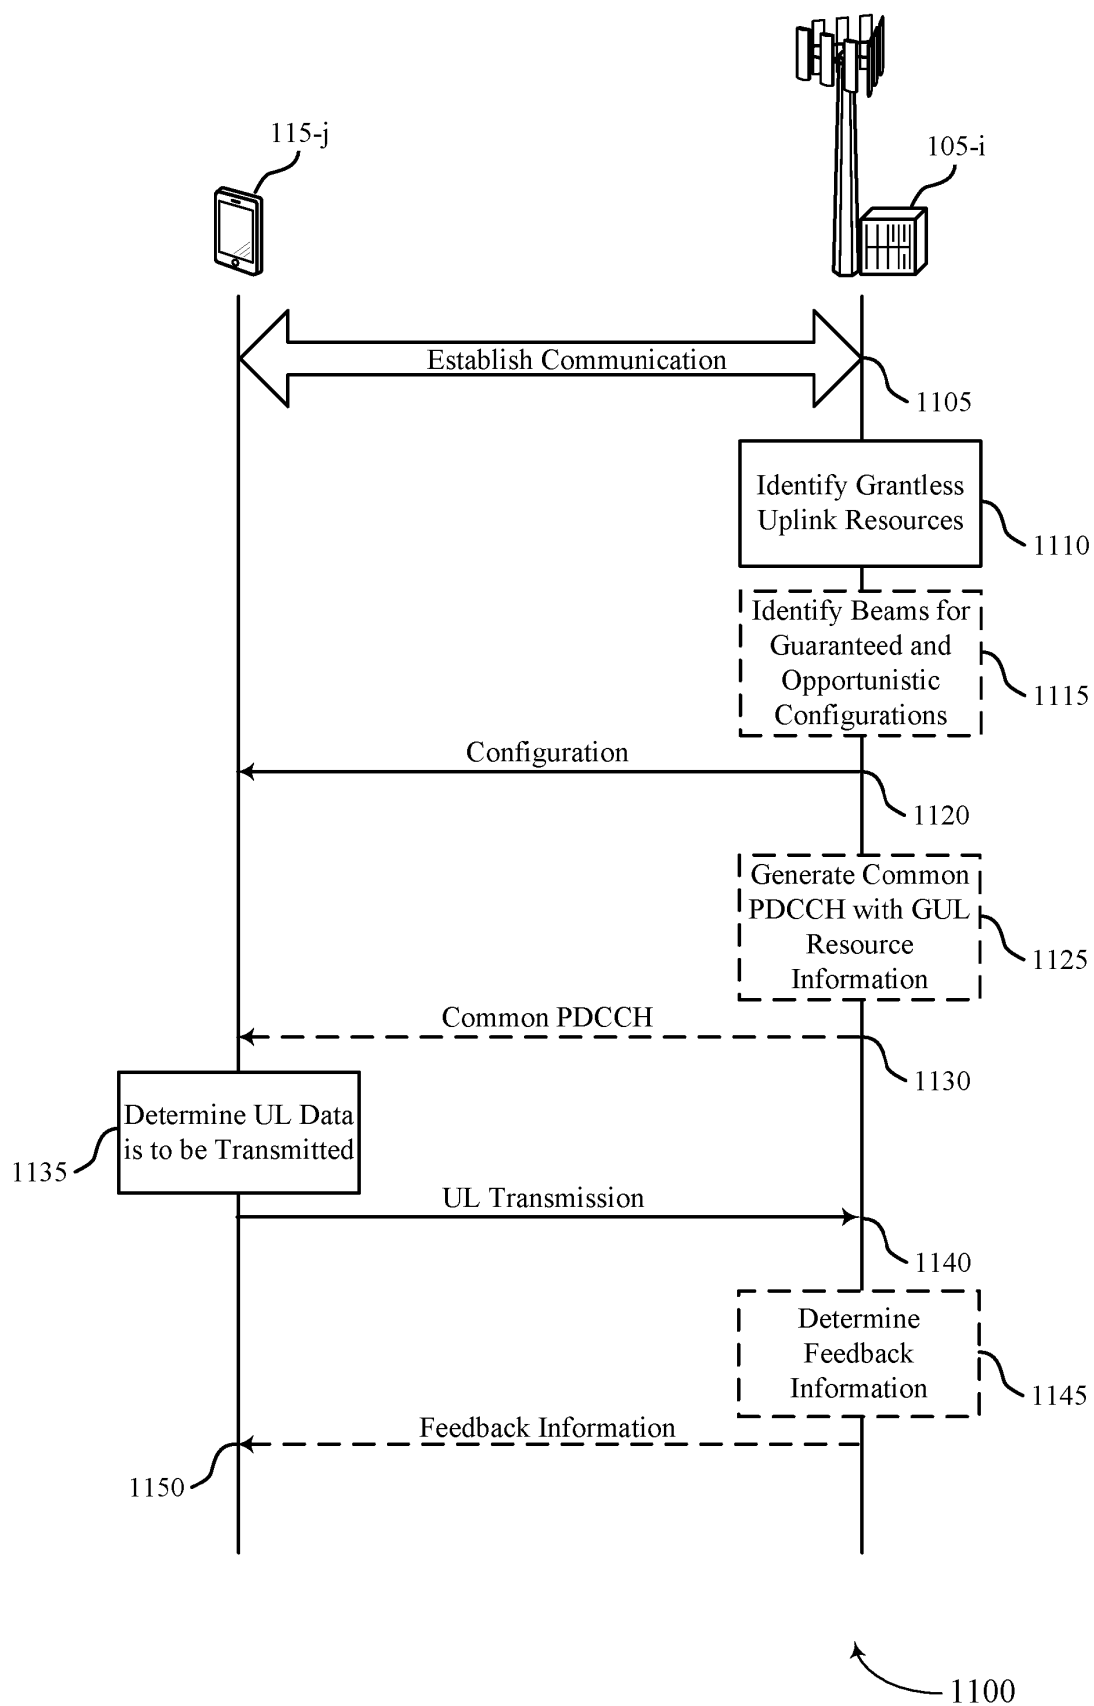 115-j
105-i
Establish Communication
1105
Identify Grantless
Uplink Resources
1110
Identify Beams for
Guaranteed and
Opportunistic
Configurations
1115
Configuration
1120
Generate Common
PDCCH with GUL
Resource
Information
1125
Common PDCCH
1130
Determine UL Data
is to be Transmitted
1135
UL Transmission
1140
Determine
Feedback
Information
1145
Feedback Information
1150
1100